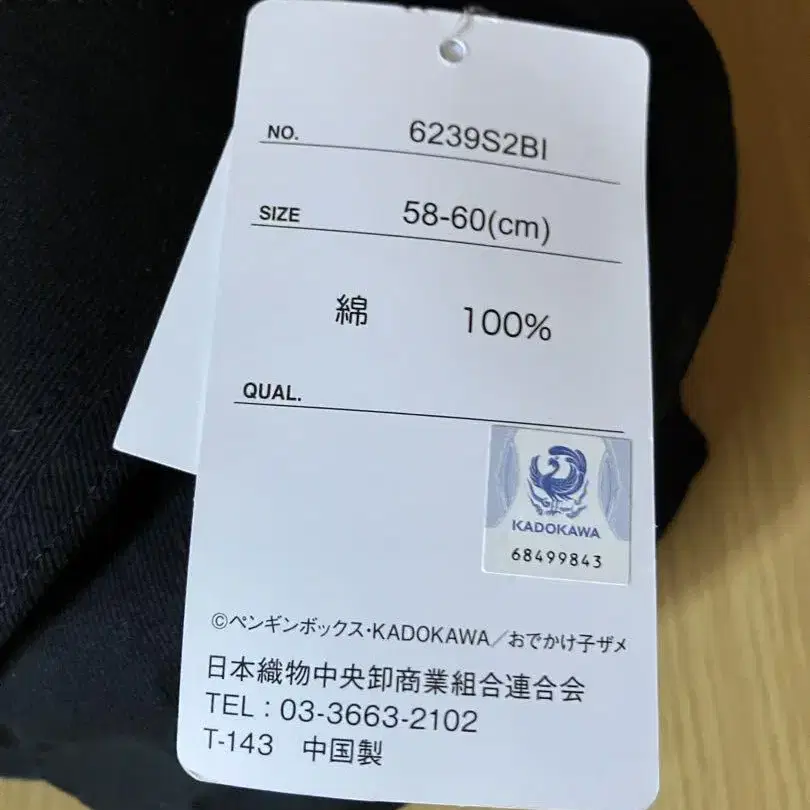 NO. 6239S2BI
SIZE 58-60(cm)
綿 100%
QUAL.
KADOKAWA
68499843
©ペンギンボックス・KADOKAWA／おでかけ子ザメ
日本織物中央卸商業組合連合会
TEL：03-3663-2102
T-143 中国製